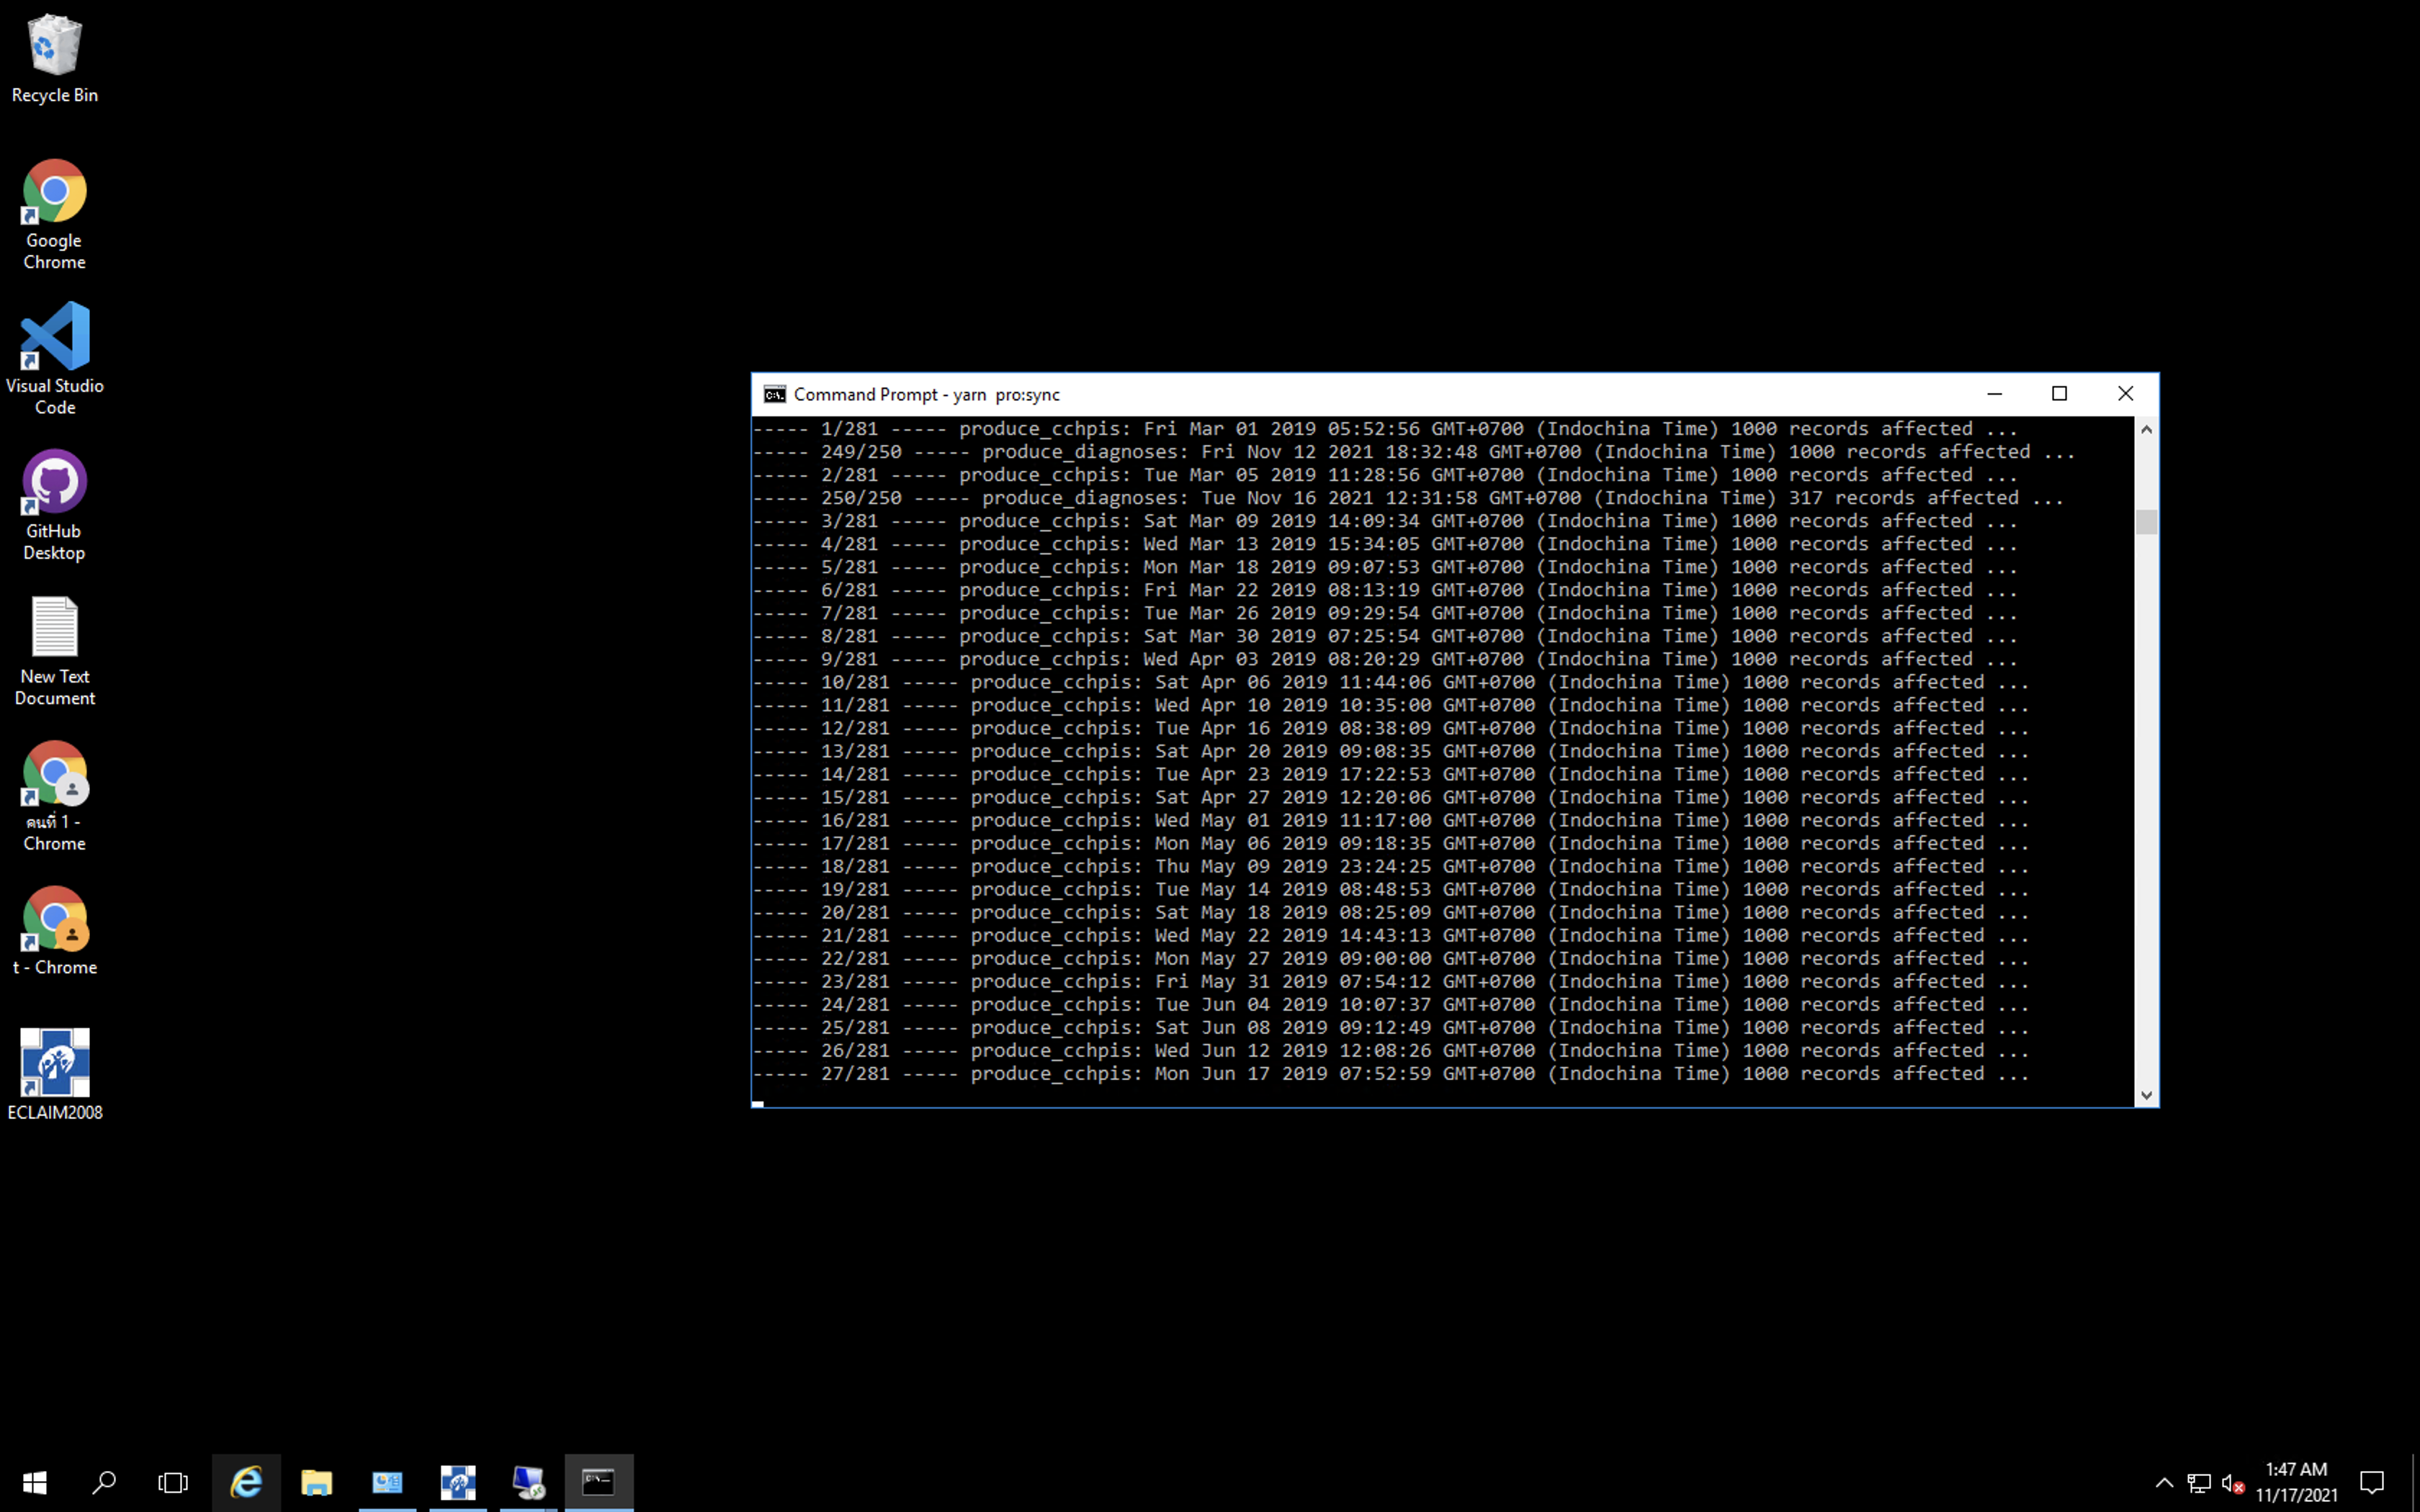 Recycle Bin
Google
Chrome
Visual Studio
Code
GitHub
Desktop
New Text
Document
คนที่ 1 -
Chrome
t - Chrome
ECLAIM2008
Command Prompt - yarn  pro:sync
----- 1/281 ----- produce_cchpis: Fri Mar 01 2019 05:52:56 GMT+0700 (Indochina Time) 1000 records affected ...
----- 249/250 ----- produce_diagnoses: Fri Nov 12 2021 18:32:48 GMT+0700 (Indochina Time) 1000 records affected ...
----- 2/281 ----- produce_cchpis: Tue Mar 05 2019 11:28:56 GMT+0700 (Indochina Time) 1000 records affected ...
----- 250/250 ----- produce_diagnoses: Tue Nov 16 2021 12:31:58 GMT+0700 (Indochina Time) 317 records affected ...
----- 3/281 ----- produce_cchpis: Sat Mar 09 2019 14:09:34 GMT+0700 (Indochina Time) 1000 records affected ...
----- 4/281 ----- produce_cchpis: Wed Mar 13 2019 15:34:05 GMT+0700 (Indochina Time) 1000 records affected ...
----- 5/281 ----- produce_cchpis: Mon Mar 18 2019 09:07:53 GMT+0700 (Indochina Time) 1000 records affected ...
----- 6/281 ----- produce_cchpis: Fri Mar 22 2019 08:13:19 GMT+0700 (Indochina Time) 1000 records affected ...
----- 7/281 ----- produce_cchpis: Tue Mar 26 2019 09:29:54 GMT+0700 (Indochina Time) 1000 records affected ...
----- 8/281 ----- produce_cchpis: Sat Mar 30 2019 07:25:54 GMT+0700 (Indochina Time) 1000 records affected ...
----- 9/281 ----- produce_cchpis: Wed Apr 03 2019 08:20:29 GMT+0700 (Indochina Time) 1000 records affected ...
----- 10/281 ----- produce_cchpis: Sat Apr 06 2019 11:44:06 GMT+0700 (Indochina Time) 1000 records affected ...
----- 11/281 ----- produce_cchpis: Wed Apr 10 2019 10:35:00 GMT+0700 (Indochina Time) 1000 records affected ...
----- 12/281 ----- produce_cchpis: Tue Apr 16 2019 08:38:09 GMT+0700 (Indochina Time) 1000 records affected ...
----- 13/281 ----- produce_cchpis: Sat Apr 20 2019 09:08:35 GMT+0700 (Indochina Time) 1000 records affected ...
----- 14/281 ----- produce_cchpis: Tue Apr 23 2019 17:22:53 GMT+0700 (Indochina Time) 1000 records affected ...
----- 15/281 ----- produce_cchpis: Sat Apr 27 2019 12:20:06 GMT+0700 (Indochina Time) 1000 records affected ...
----- 16/281 ----- produce_cchpis: Wed May 01 2019 11:17:00 GMT+0700 (Indochina Time) 1000 records affected ...
----- 17/281 ----- produce_cchpis: Mon May 06 2019 09:18:35 GMT+0700 (Indochina Time) 1000 records affected ...
----- 18/281 ----- produce_cchpis: Thu May 09 2019 23:24:25 GMT+0700 (Indochina Time) 1000 records affected ...
----- 19/281 ----- produce_cchpis: Tue May 14 2019 08:48:53 GMT+0700 (Indochina Time) 1000 records affected ...
----- 20/281 ----- produce_cchpis: Sat May 18 2019 08:25:09 GMT+0700 (Indochina Time) 1000 records affected ...
----- 21/281 ----- produce_cchpis: Wed May 22 2019 14:43:13 GMT+0700 (Indochina Time) 1000 records affected ...
----- 22/281 ----- produce_cchpis: Mon May 27 2019 09:00:00 GMT+0700 (Indochina Time) 1000 records affected ...
----- 23/281 ----- produce_cchpis: Fri May 31 2019 07:54:12 GMT+0700 (Indochina Time) 1000 records affected ...
----- 24/281 ----- produce_cchpis: Tue Jun 04 2019 10:07:37 GMT+0700 (Indochina Time) 1000 records affected ...
----- 25/281 ----- produce_cchpis: Sat Jun 08 2019 09:12:49 GMT+0700 (Indochina Time) 1000 records affected ...
----- 26/281 ----- produce_cchpis: Wed Jun 12 2019 12:08:26 GMT+0700 (Indochina Time) 1000 records affected ...
----- 27/281 ----- produce_cchpis: Mon Jun 17 2019 07:52:59 GMT+0700 (Indochina Time) 1000 records affected ...
1:47 AM
11/17/2021